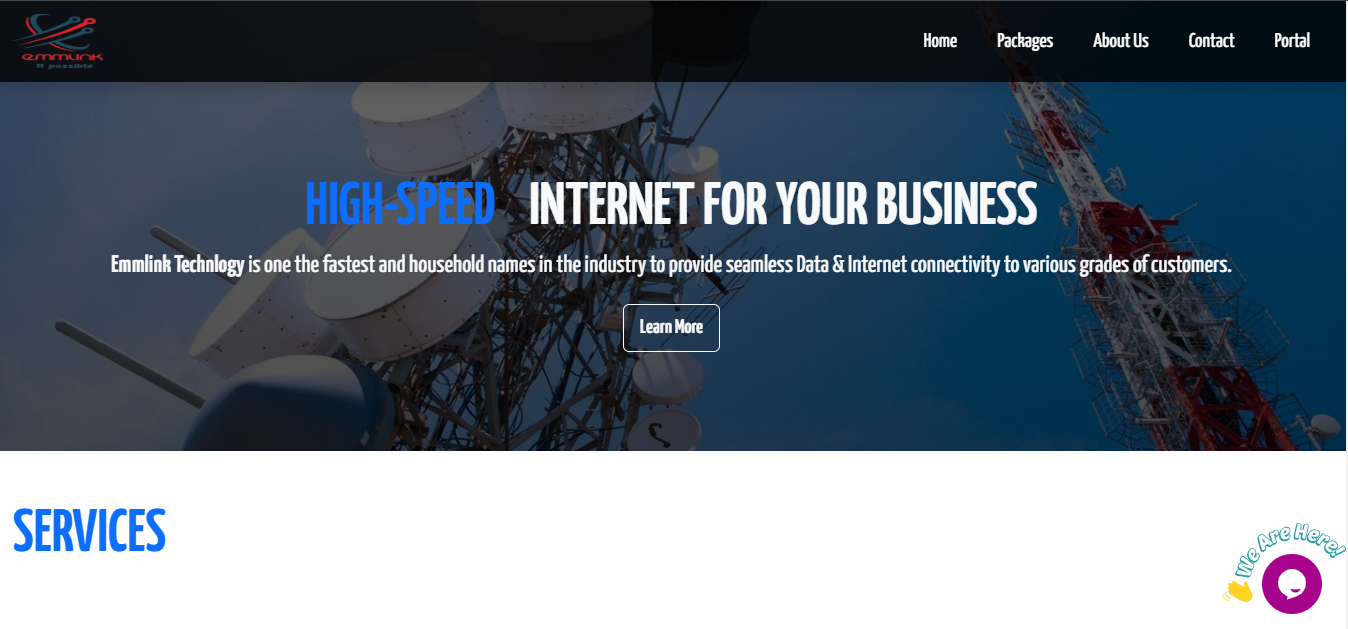 emmlink
It possible
Home Packages About Us Contact Portal
HIGH-SPEED INTERNET FOR YOUR BUSINESS
Emmlink Technlogy is one the fastest and household names in the industry to provide seamless Data & Internet connectivity to various grades of customers.
Learn More
SERVICES
We Are Here!